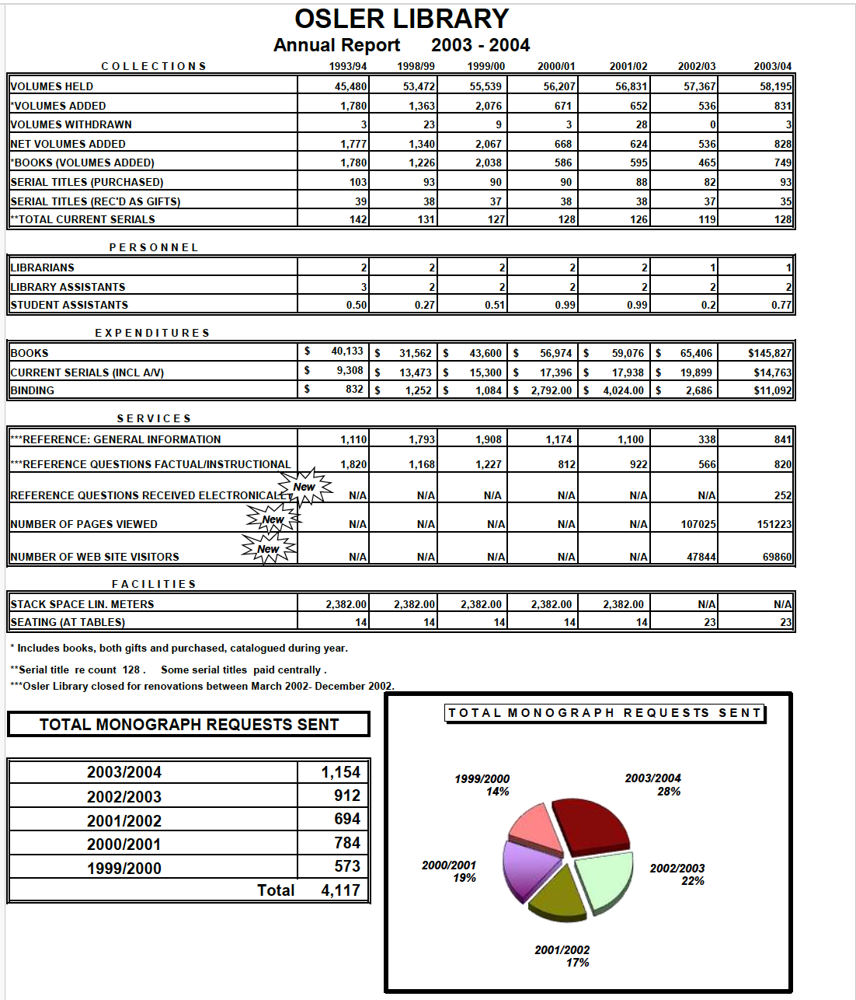 OSLER LIBRARY
Annual Report 2003 - 2004
COLLECTIONS 1993/94 1998/99 1999/00 2000/01 2001/02 2002/03 2003/04
VOLUMES HELD 45,480 53,472 55,539 56,207 56,831 57,367 58,195
*VOLUMES ADDED 1,780 1,363 2,076 671 652 536 831
VOLUMES WITHDRAWN 3 23 9 3 28 0 3
NET VOLUMES ADDED 1,777 1,340 2,067 668 624 536 828
*BOOKS (VOLUMES ADDED) 1,780 1,226 2,038 586 595 465 749
SERIAL TITLES (PURCHASED) 103 93 90 90 88 82 93
SERIAL TITLES (REC'D AS GIFTS) 39 38 37 38 38 37 35
**TOTAL CURRENT SERIALS 142 131 127 128 126 119 128
PERSONNEL
LIBRARIANS 2 2 2 2 2 1 1
LIBRARY ASSISTANTS 3 2 2 2 2 2 2
STUDENT ASSISTANTS 0.50 0.27 0.51 0.99 0.99 0.2 0.77
EXPENDITURES
BOOKS $ 40,133 $ 31,562 $ 43,600 $ 56,974 $ 59,076 $ 65,406 $145,827
CURRENT SERIALS (INCL A/V) $ 9,308 $ 13,473 $ 15,300 $ 17,396 $ 17,938 $ 19,899 $14,763
BINDING $ 832 $ 1,252 $ 1,084 $ 2,792.00 $ 4,024.00 $ 2,686 $11,092
SERVICES
***REFERENCE: GENERAL INFORMATION 1,110 1,793 1,908 1,174 1,100 338 841
***REFERENCE QUESTIONS FACTUAL/INSTRUCTIONAL 1,820 1,168 1,227 812 922 566 820
New
REFERENCE QUESTIONS RECEIVED ELECTRONICALLY N/A N/A N/A N/A N/A N/A 252
New
NUMBER OF PAGES VIEWED N/A N/A N/A N/A N/A 107025 151223
New
NUMBER OF WEB SITE VISITORS N/A N/A N/A N/A N/A 47844 69860
FACILITIES
STACK SPACE LIN. METERS 2,382.00 2,382.00 2,382.00 2,382.00 2,382.00 N/A N/A
SEATING (AT TABLES) 14 14 14 14 14 23 23
* Includes books, both gifts and purchased, catalogued during year.
**Serial title re count 128 . Some serial titles paid centrally .
***Osler Library closed for renovations between March 2002- December 2002.
TOTAL MONOGRAPH REQUESTS SENT
2003/2004 1,154
2002/2003 912
2001/2002 694
2000/2001 784
1999/2000 573
Total 4,117
TOTAL MONOGRAPH REQUESTS SENT
1999/2000
14%
2003/2004
28%
2000/2001
19%
2002/2003
22%
2001/2002
17%